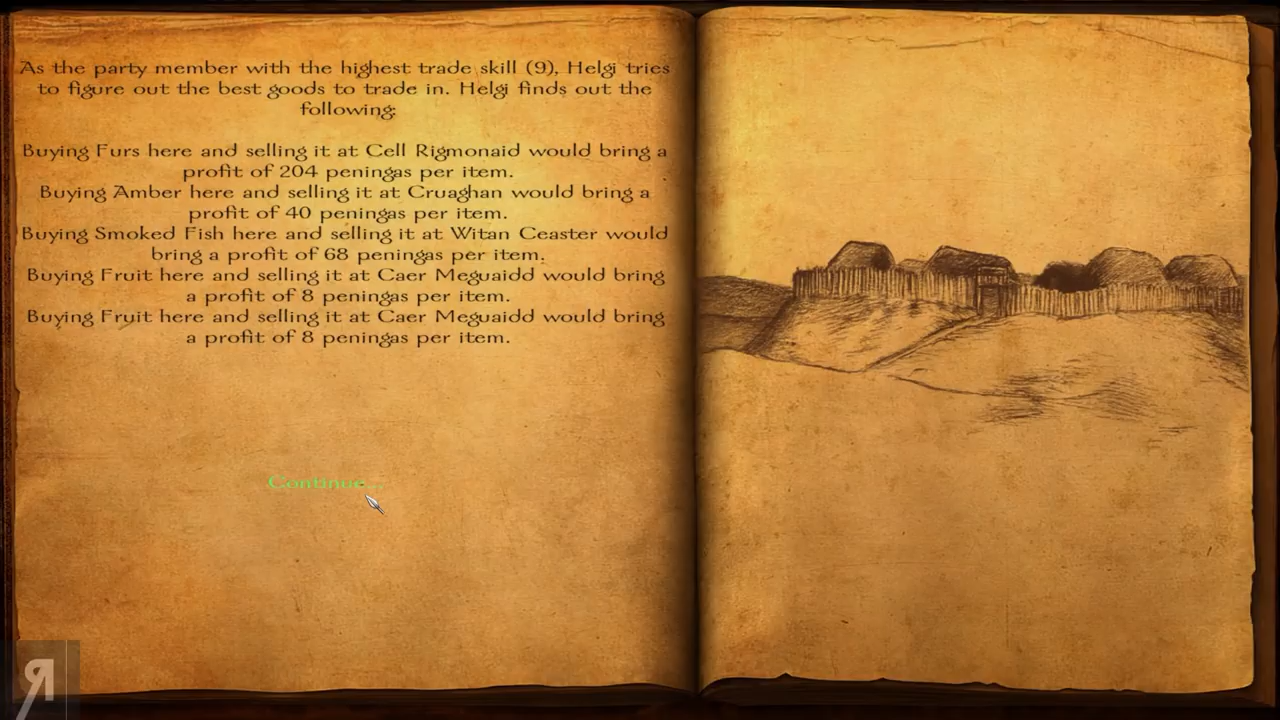 As the party member with the highest trade skill (9), Helgi tries
to figure out the best goods to trade in. Helgi finds out the
following:
Buying Furs here and selling it at Cell Rigmonaid would bring a
profit of 204 peningas per item.
Buying Amber here and selling it at Cruaghan would bring a
profit of 40 peningas per item.
Buying Smoked Fish here and selling it at Witan Ceaster would
bring a profit of 68 peningas per item.
Buying Fruit here and selling it at Caer Meguaidd would bring
a profit of 8 peningas per item.
Buying Fruit here and selling it at Caer Meguaidd would bring
a profit of 8 peningas per item.
Continue...